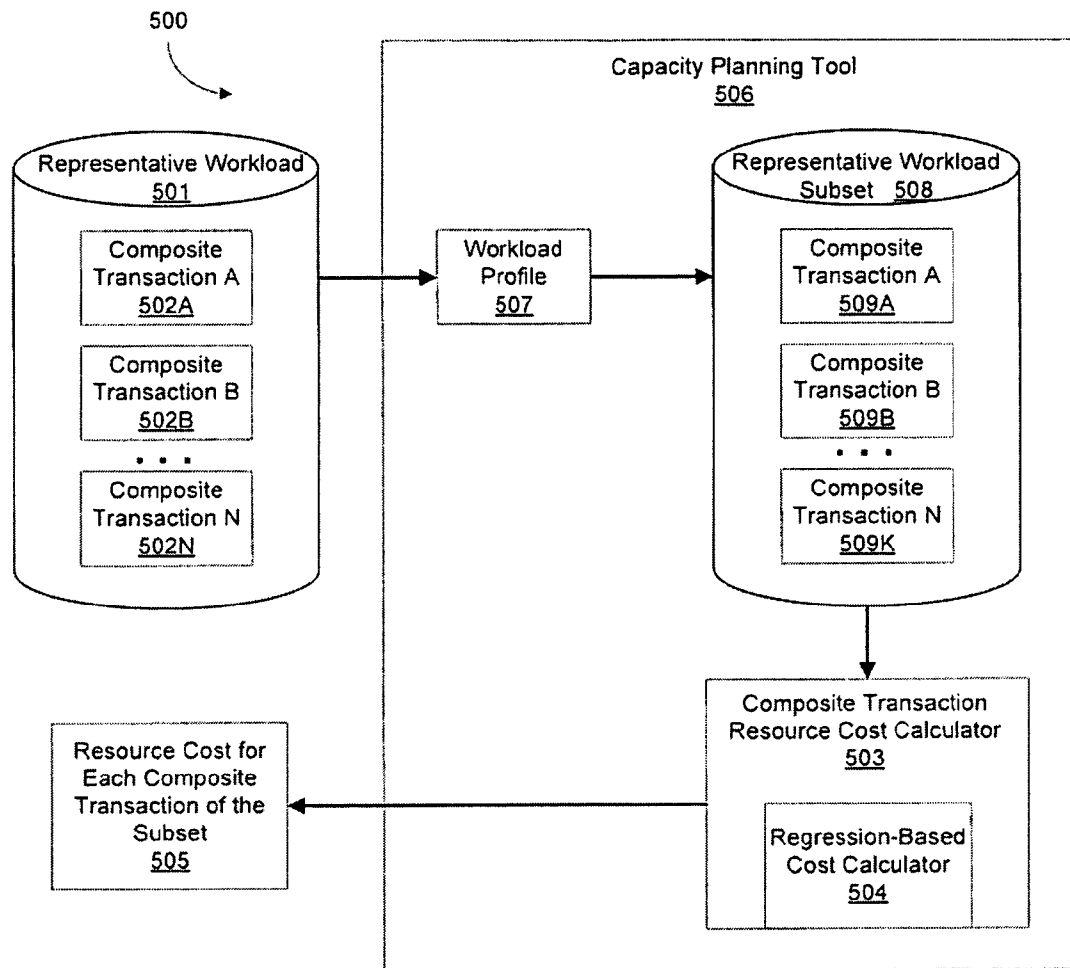 500
Capacity Planning Tool
506
Representative Workload
501
Composite
Transaction A
502A
Composite
Transaction B
502B
. . .
Composite
Transaction N
502N
Workload
Profile
507
Representative Workload
Subset 508
Composite
Transaction A
509A
Composite
Transaction B
509B
. . .
Composite
Transaction N
509K
Composite Transaction
Resource Cost Calculator
503
Regression-Based
Cost Calculator
504
Resource Cost for
Each Composite
Transaction of the
Subset
505